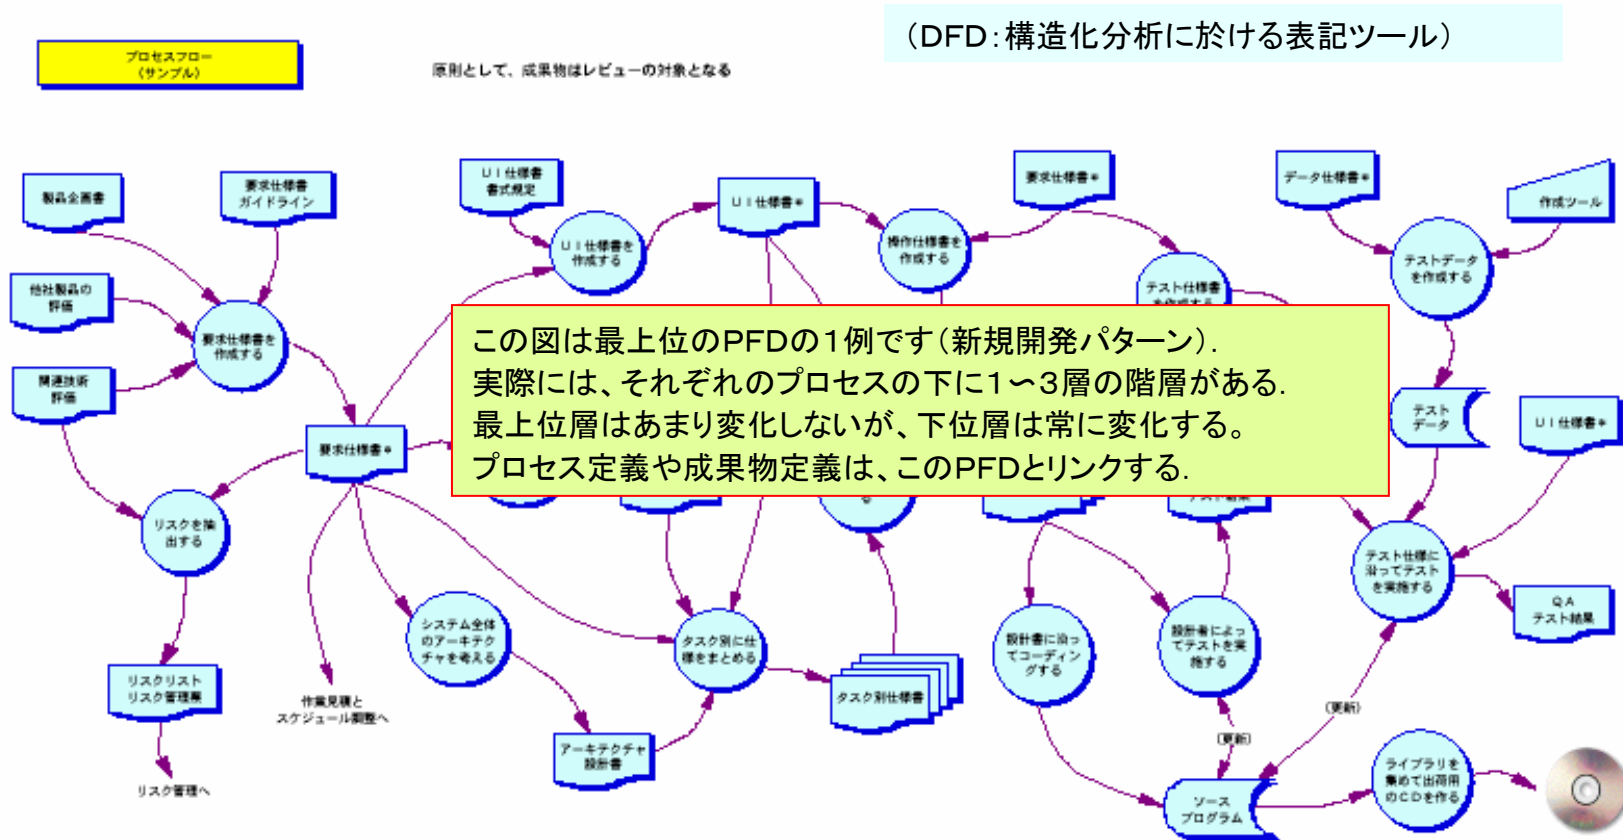 (DFD:構造化分析に於ける表記ツール)
プロセスフロー
(サンプル)
原則として、成果物はレビューの対象となる
製品企画書
要求仕様書
ガイドライン
UI仕様書
書式規定
UI仕様書*
要求仕様書*
データ仕様書*
作成ツール
UI仕様書を
作成する
操作仕様書を
作成する
テストデータ
を作成する
他社製品の
評価
要求仕様書を
作成する
テスト仕様書
を作成する
関連技術
評価
この図は最上位のPFDの1例です(新規開発パターン).
実際には、それぞれのプロセスの下に1~3層の階層がある.
最上位層はあまり変化しないが、下位層は常に変化する。
プロセス定義や成果物定義は、このPFDとリンクする.
テスト
データ
UI仕様書*
要求仕様書*
る
テスト結果
リスクを抽
出する
テスト仕様に
沿ってテスト
を実施する
システム全体
のアーキテク
チャを考える
タスク別に仕
様をまとめる
設計書に沿っ
てコーディン
グする
設計者によっ
てテストを実
施する
QA
テスト結果
リスクリスト
リスク管理票
作業見積と
スケジュール調整へ
タスク別仕様書
(更新)
(更新)
アーキテクチャ
設計書
ライブラリを
集めて出荷用
のCDを作る
リスク管理へ
ソース
プログラム